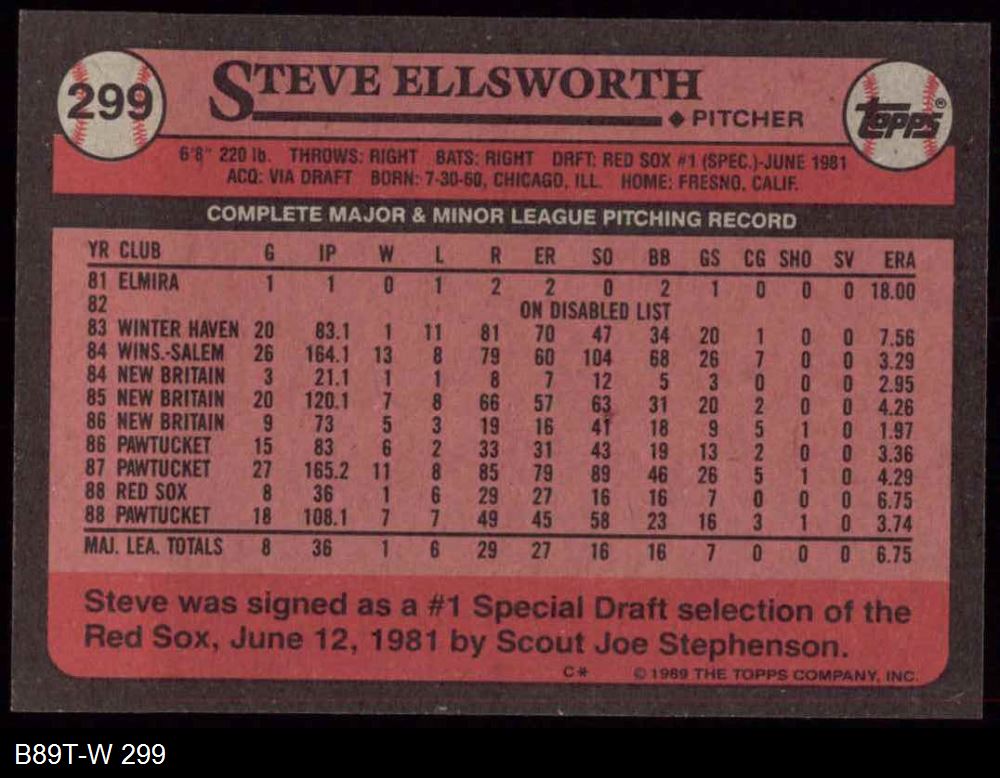 299
STEVE ELLSWORTH
◆ PITCHER
TOPPS®
6'8" 220 lb. THROWS: RIGHT BATS: RIGHT DRFT: RED SOX #1 (SPEC.)-JUNE 1981
ACQ: VIA DRAFT BORN: 7-30-60, CHICAGO, ILL. HOME: FRESNO, CALIF.
COMPLETE MAJOR & MINOR LEAGUE PITCHING RECORD
YR CLUB G IP W L R ER SO BB GS CG SHO SV ERA
81 ELMIRA 1 1 0 1 2 2 0 2 1 0 0 0 18.00
82 ON DISABLED LIST
83 WINTER HAVEN 20 83.1 1 11 81 70 47 34 20 1 0 0 7.56
84 WINS.-SALEM 26 164.1 13 8 79 60 104 68 26 7 0 0 3.29
84 NEW BRITAIN 3 21.1 1 1 8 7 12 5 3 0 0 0 2.95
85 NEW BRITAIN 20 120.1 7 8 66 57 63 31 20 2 0 0 4.26
86 NEW BRITAIN 9 73 5 3 19 16 41 18 9 5 1 0 1.97
86 PAWTUCKET 15 83 6 2 33 31 43 19 13 2 0 0 3.36
87 PAWTUCKET 27 165.2 11 8 85 79 89 46 26 5 1 0 4.29
88 RED SOX 8 36 1 6 29 27 16 16 7 0 0 0 6.75
88 PAWTUCKET 18 108.1 7 7 49 45 58 23 16 3 1 0 3.74
MAJ. LEA. TOTALS 8 36 1 6 29 27 16 16 7 0 0 0 6.75
Steve was signed as a #1 Special Draft selection of the
Red Sox, June 12, 1981 by Scout Joe Stephenson.
C* © 1989 THE TOPPS COMPANY, INC.
B89T-W 299